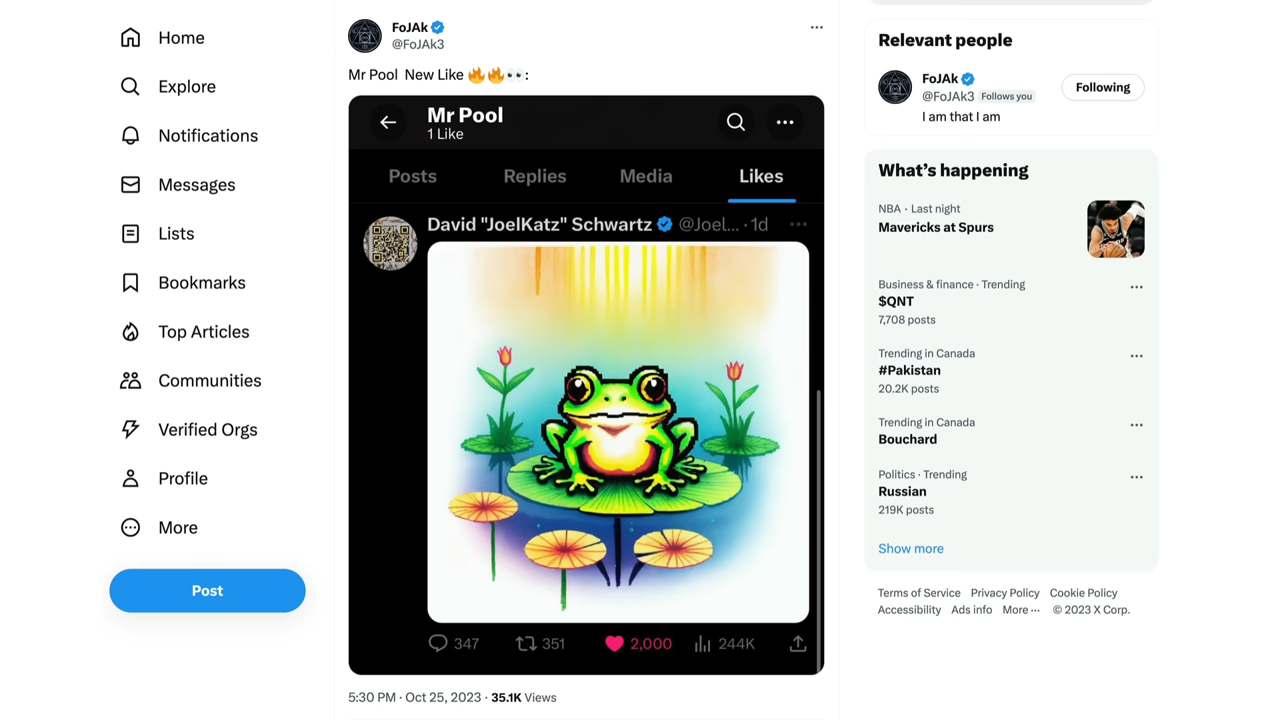 Home
Explore
Notifications
Messages
Lists
Bookmarks
Top Articles
Communities
Verified Orgs
Profile
More
Post
FoJAk
@FoJAk3
Mr Pool New Like 🔥🔥👀:
Mr Pool
1 Like
Posts Replies Media Likes
David "JoelKatz" Schwartz @Joel... · 1d
347 351 2,000 244K
5:30 PM · Oct 25, 2023 · 35.1K Views
Relevant people
FoJAk
@FoJAk3 Follows you
Following
I am that I am
What's happening
NBA · Last night
Mavericks at Spurs
Business & finance · Trending
$QNT
7,708 posts
Trending in Canada
#Pakistan
20.2K posts
Trending in Canada
Bouchard
Politics · Trending
Russian
219K posts
Show more
Terms of Service Privacy Policy Cookie Policy
Accessibility Ads info More ··· © 2023 X Corp.